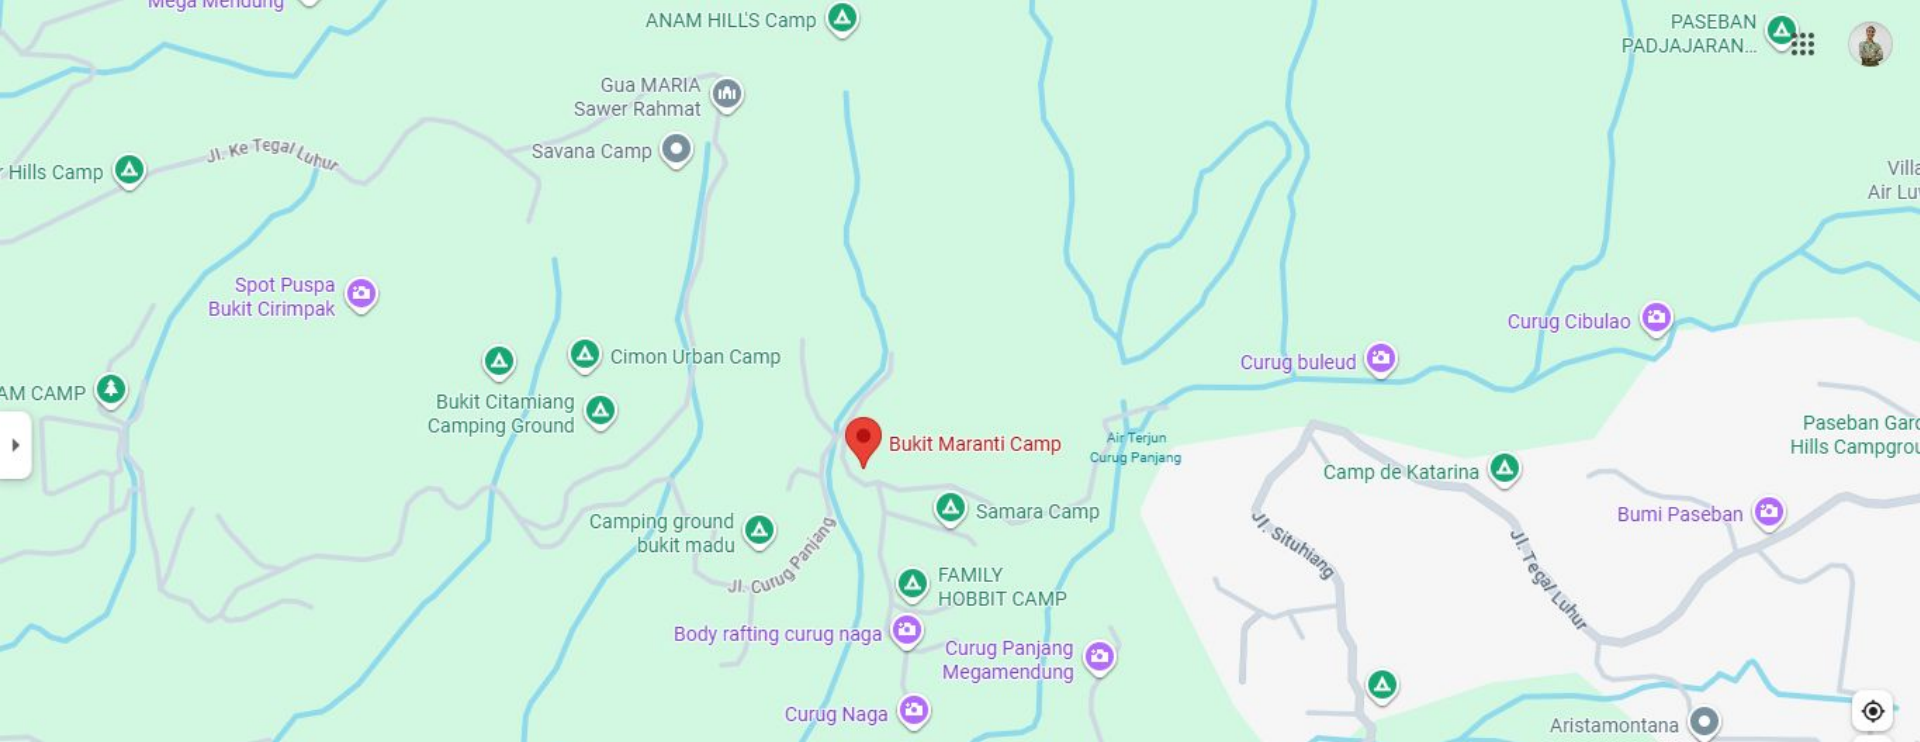 Mega Mendung
ANAM HILL'S Camp
PASEBAN
PADJAJARAN...
Gua MARIA
Sawer Rahmat
Savana Camp
Jl. Ke Tegal Luhur
Hills Camp
Villa
Air Lu
Spot Puspa
Bukit Cirimpak
Curug Cibulao
Cimon Urban Camp
Curug buleud
AM CAMP
Bukit Citamiang
Camping Ground
Bukit Maranti Camp
Air Terjun
Curug Panjang
Paseban Gard
Hills Campgrou
Camp de Katarina
Samara Camp
Bumi Paseban
Camping ground
bukit madu
Jl. Curug Panjang
Jl. Situhiang
Jl. Tegal Luhur
FAMILY
HOBBIT CAMP
Body rafting curug naga
Curug Panjang
Megamendung
Curug Naga
Aristamontana